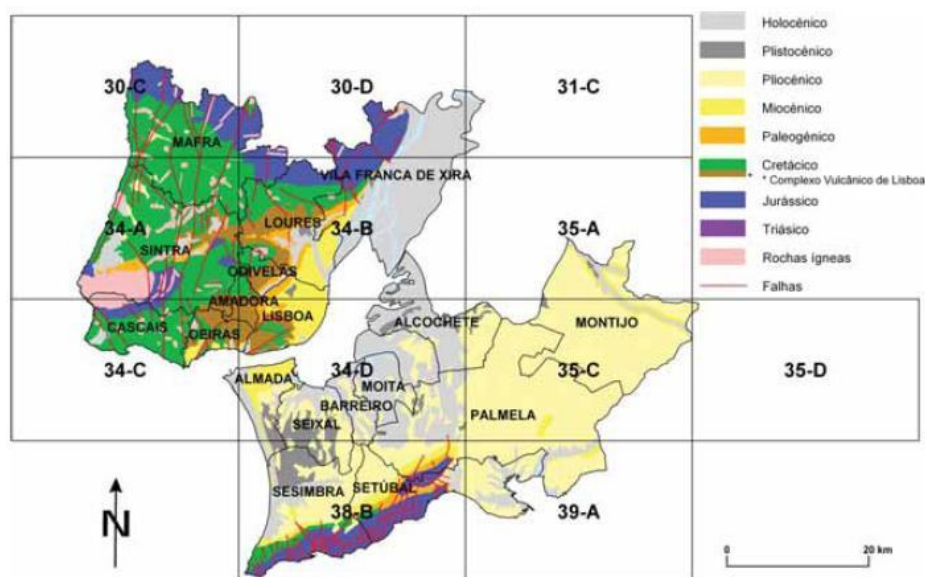 30-C
30-D
31-C
MAFRA
VILA FRANCA DE XIRA
LOURES
34-A
34-B
35-A
SINTRA
ODIVELAS
AMADORA
LISBOA
CASCAIS
OEIRAS
ALCOCHETE
MONTIJO
34-C
34-D
35-C
35-D
ALMADA
MOITA
BARREIRO
PALMELA
SEIXAL
SESIMBRA
SETÚBAL
38-B
39-A
N
0
20 km
Holocénico
Plistocénico
Pliocénico
Miocénico
Paleogénico
Cretácico
* * Complexo Vulcânico de Lisboa
Jurássico
Triásico
Rochas ígneas
Falhas